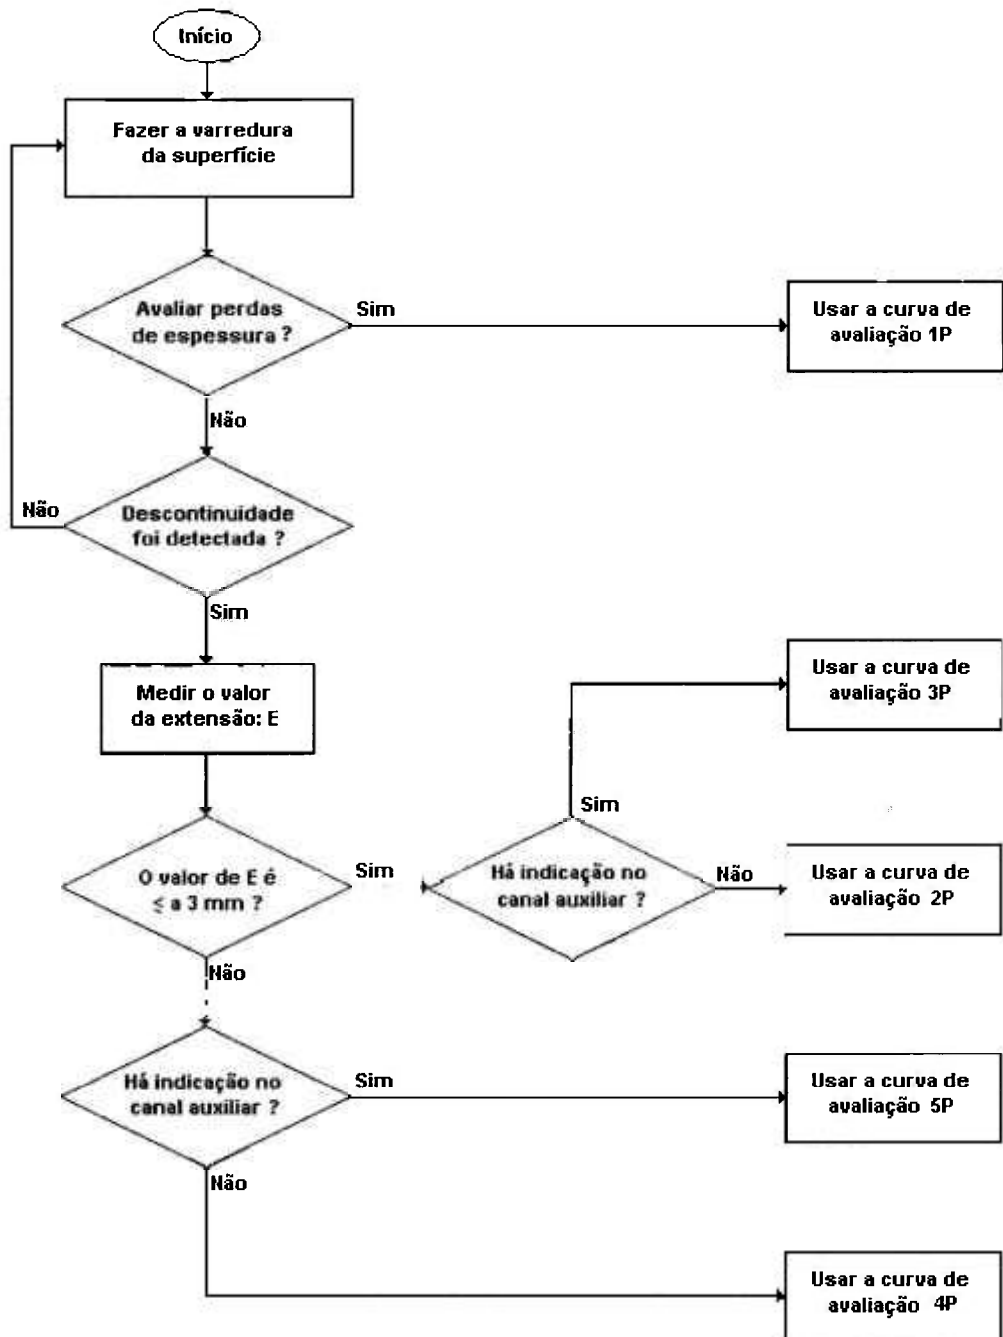 Início
Fazer a varredura
da superfície
Avaliar perdas
de espessura ?
Sim
Usar a curva de
avaliação 1P
Não
Descontinuidade
foi detectada ?
Não
Sim
Medir o valor
da extensão: E
Usar a curva de
avaliação 3P
Sim
O valor de E é
≤ a 3 mm ?
Sim
Há indicação no
canal auxiliar ?
Não
Usar a curva de
avaliação 2P
Não
Há indicação no
canal auxiliar ?
Sim
Usar a curva de
avaliação 5P
Não
Usar a curva de
avaliação 4P